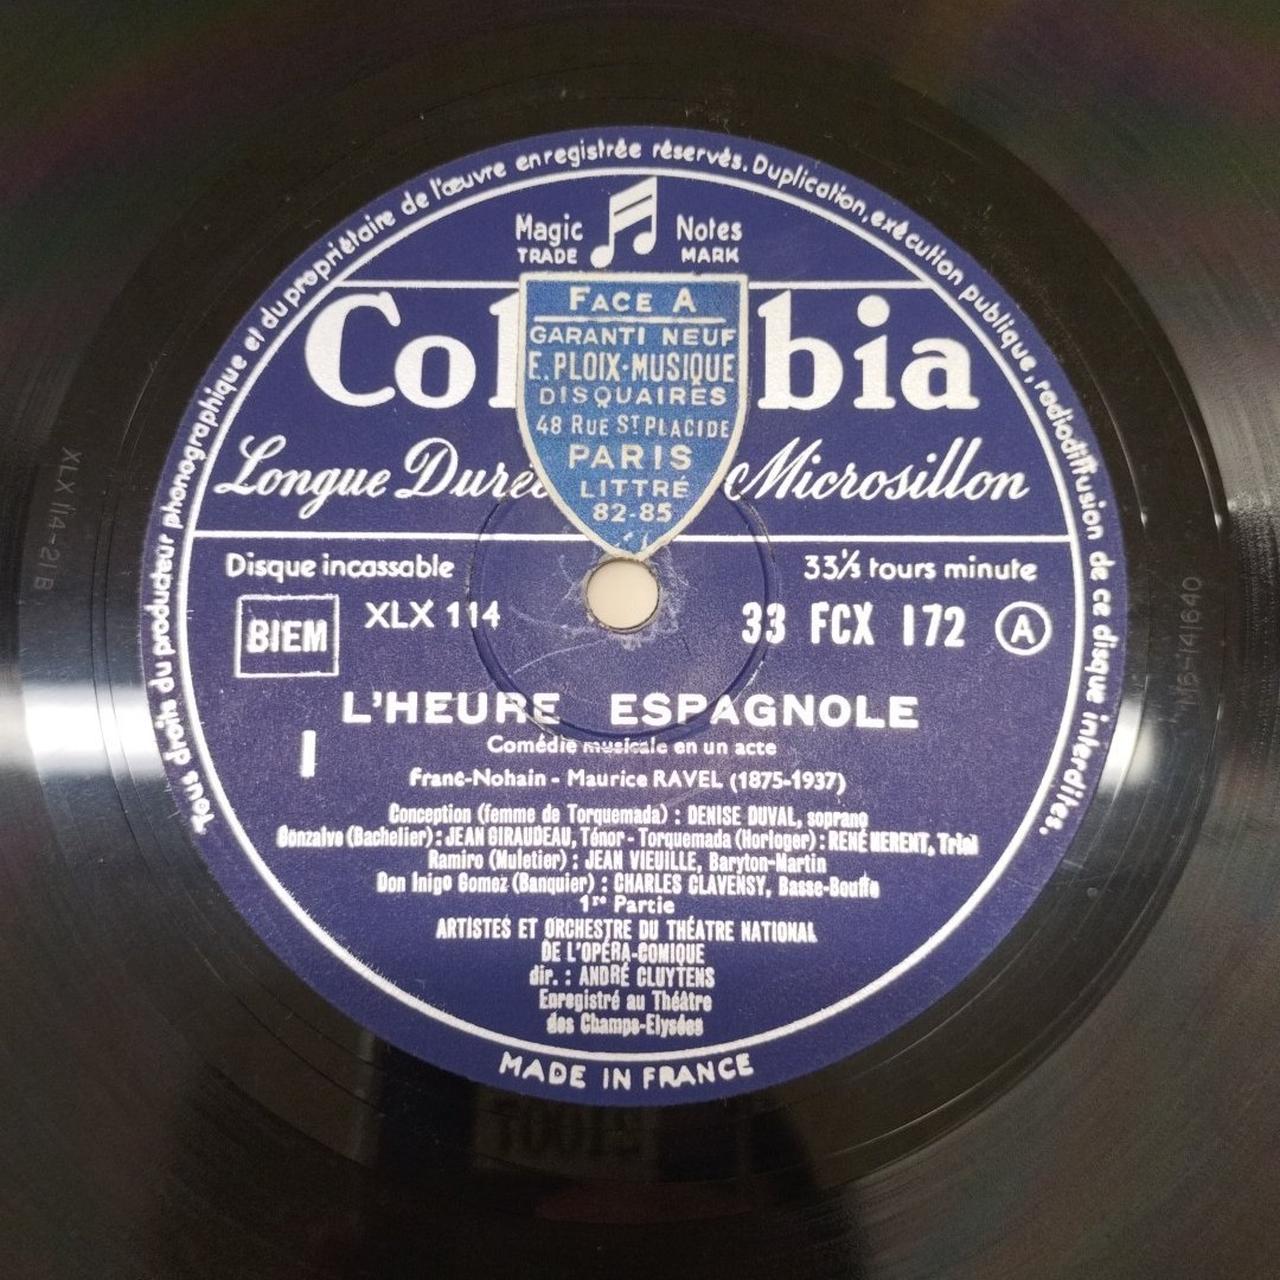 Tous droits du producteur phonographique et du propriétaire de l'œuvre enregistrée réservés. Duplication, exécution publique, radiodiffusion de ce disque interdites.
Magic Notes
TRADE MARK
Col bia
FACE A
GARANTI NEUF
E. PLOIX·MUSIQUE
DISQUAIRES
48 RUE ST PLACIDE
PARIS
LITTRÉ
82-85
Longue Durée Microsillon
Disque incassable 33⅓ tours minute
BIEM XLX 114 33 FCX 172 A
L'HEURE ESPAGNOLE
I
Comédie musicale en un acte
Franc-Nohain - Maurice RAVEL (1875-1937)
Conception (femme de Torquemada) : DENISE DUVAL, soprano
Gonzalve (Bachelier) : JEAN GIRAUDEAU, Ténor - Torquemada (Horloger) : RENÉ HERENT, Trial
Ramiro (Muletier) : JEAN VIEUILLE, Baryton-Martin
Don Inigo Gomez (Banquier) : CHARLES CLAVENSY, Basse-Bouffe
1re Partie
ARTISTES ET ORCHESTRE DU THÉATRE NATIONAL
DE L'OPÉRA-COMIQUE
dir. : ANDRÉ CLUYTENS
Enregistré au Théâtre
des Champs-Elysées
MADE IN FRANCE
XLX 114-21B
M6-141640